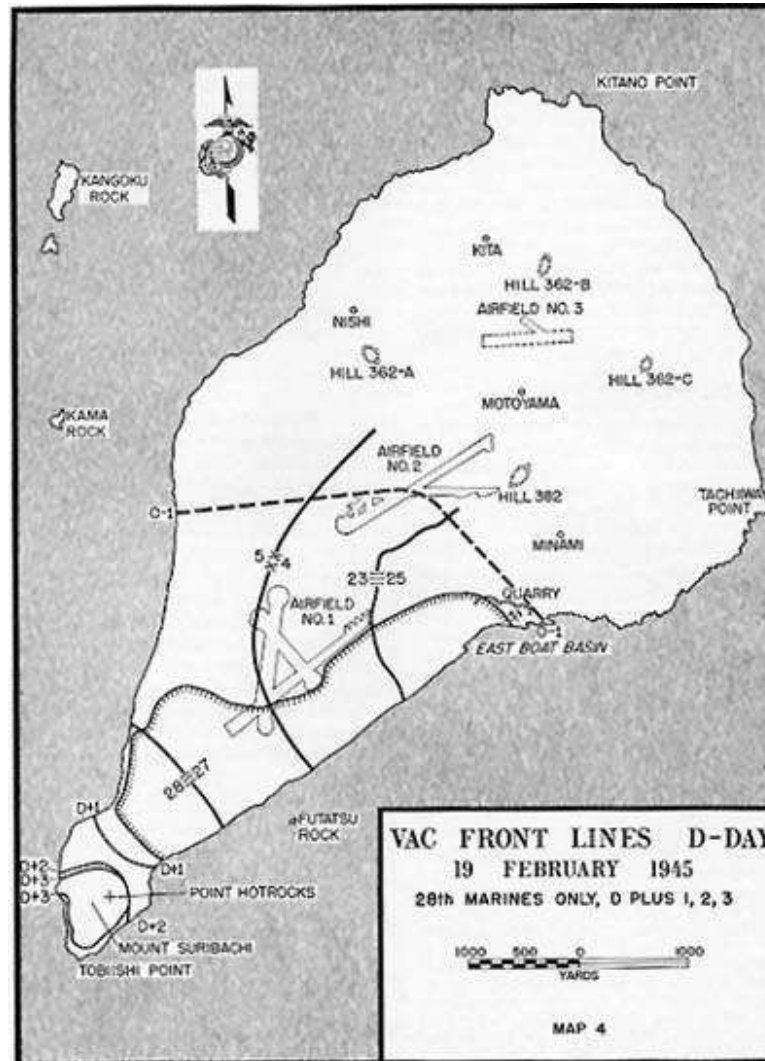 KITANO POINT
KANGOKU
ROCK
KITA
HILL 362-B
NISHI
AIRFIELD NO. 3
HILL 362-A
HILL 362-C
MOTOYAMA
KAMA
ROCK
AIRFIELD
NO. 2
HILL 382
TACHIIWA
POINT
O-1
MINAMI
5 4
23 25
AIRFIELD
NO. 1
QUARRY
O-1
EAST BOAT BASIN
28 27
D+1
FUTATSU
ROCK
D+1
D+2
D+3
D+3
POINT HOTROCKS
D+2
MOUNT SURIBACHI
TOBIISHI POINT
VAC FRONT LINES D-DAY
19 FEBRUARY 1945
28th MARINES ONLY, D PLUS 1, 2, 3
1000 500 0 1000
YARDS
MAP 4